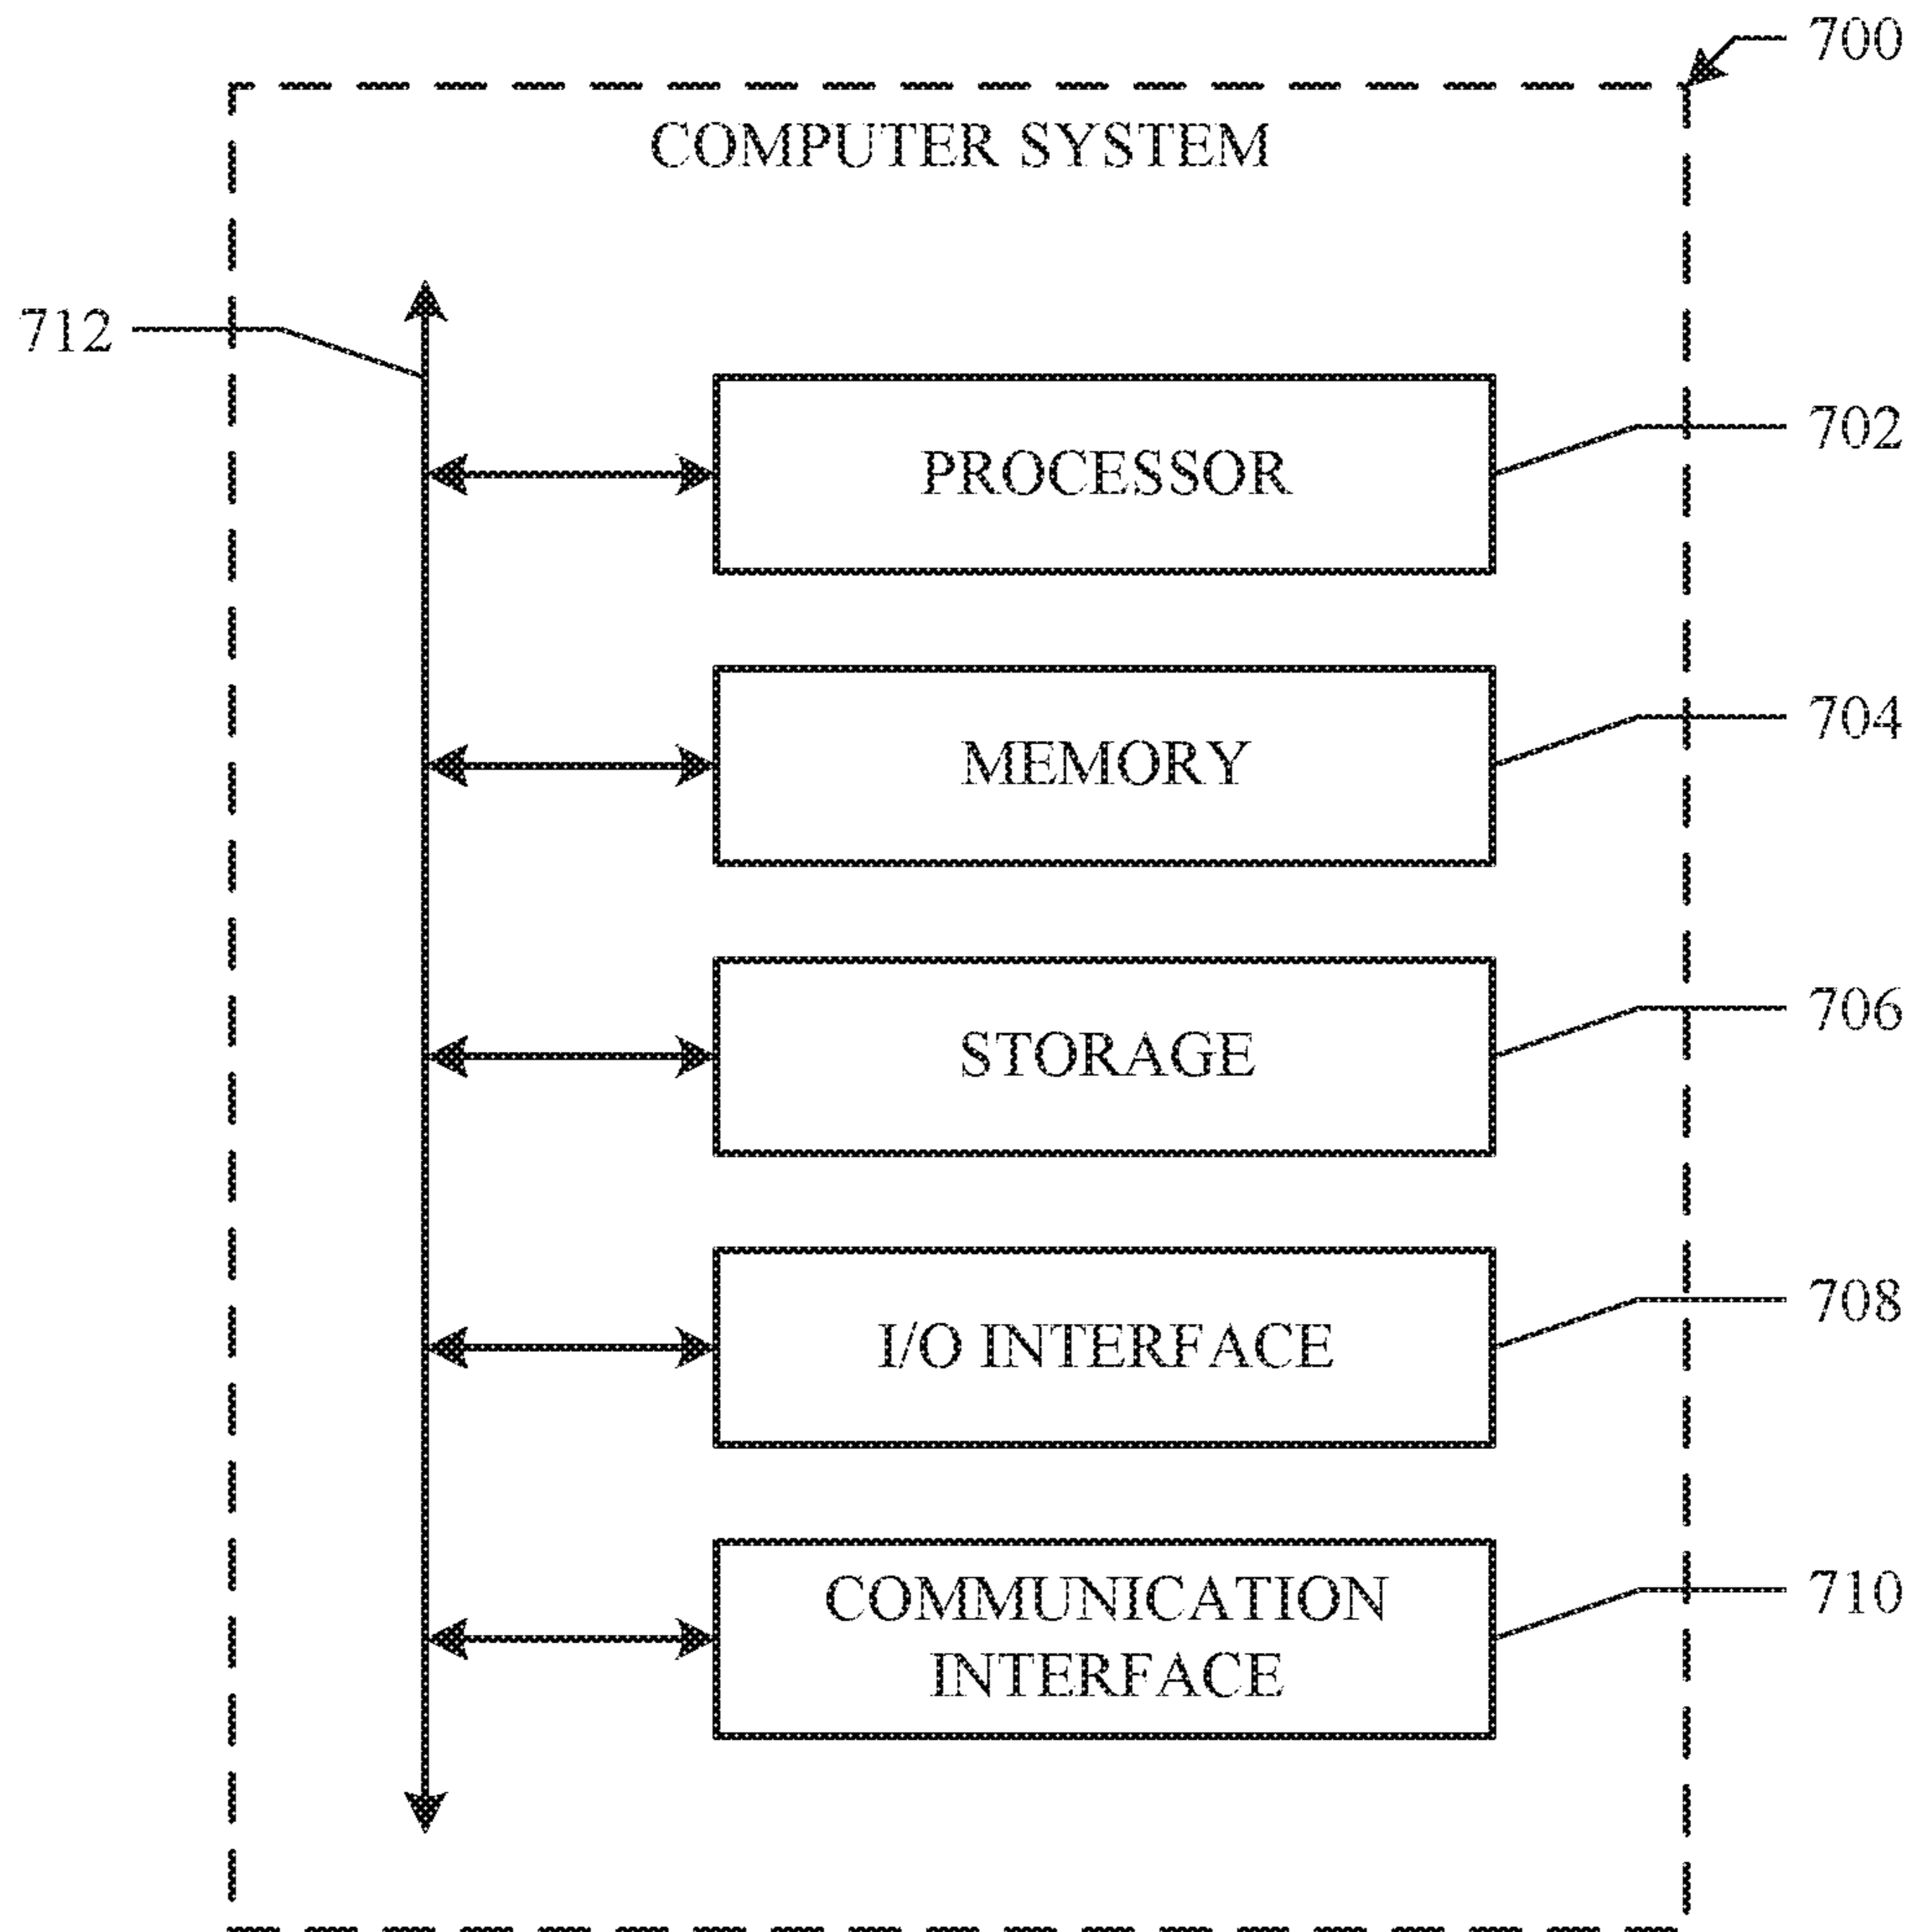 700
COMPUTER SYSTEM
712
702
PROCESSOR
704
MEMORY
706
STORAGE
708
I/O INTERFACE
710
COMMUNICATION
INTERFACE